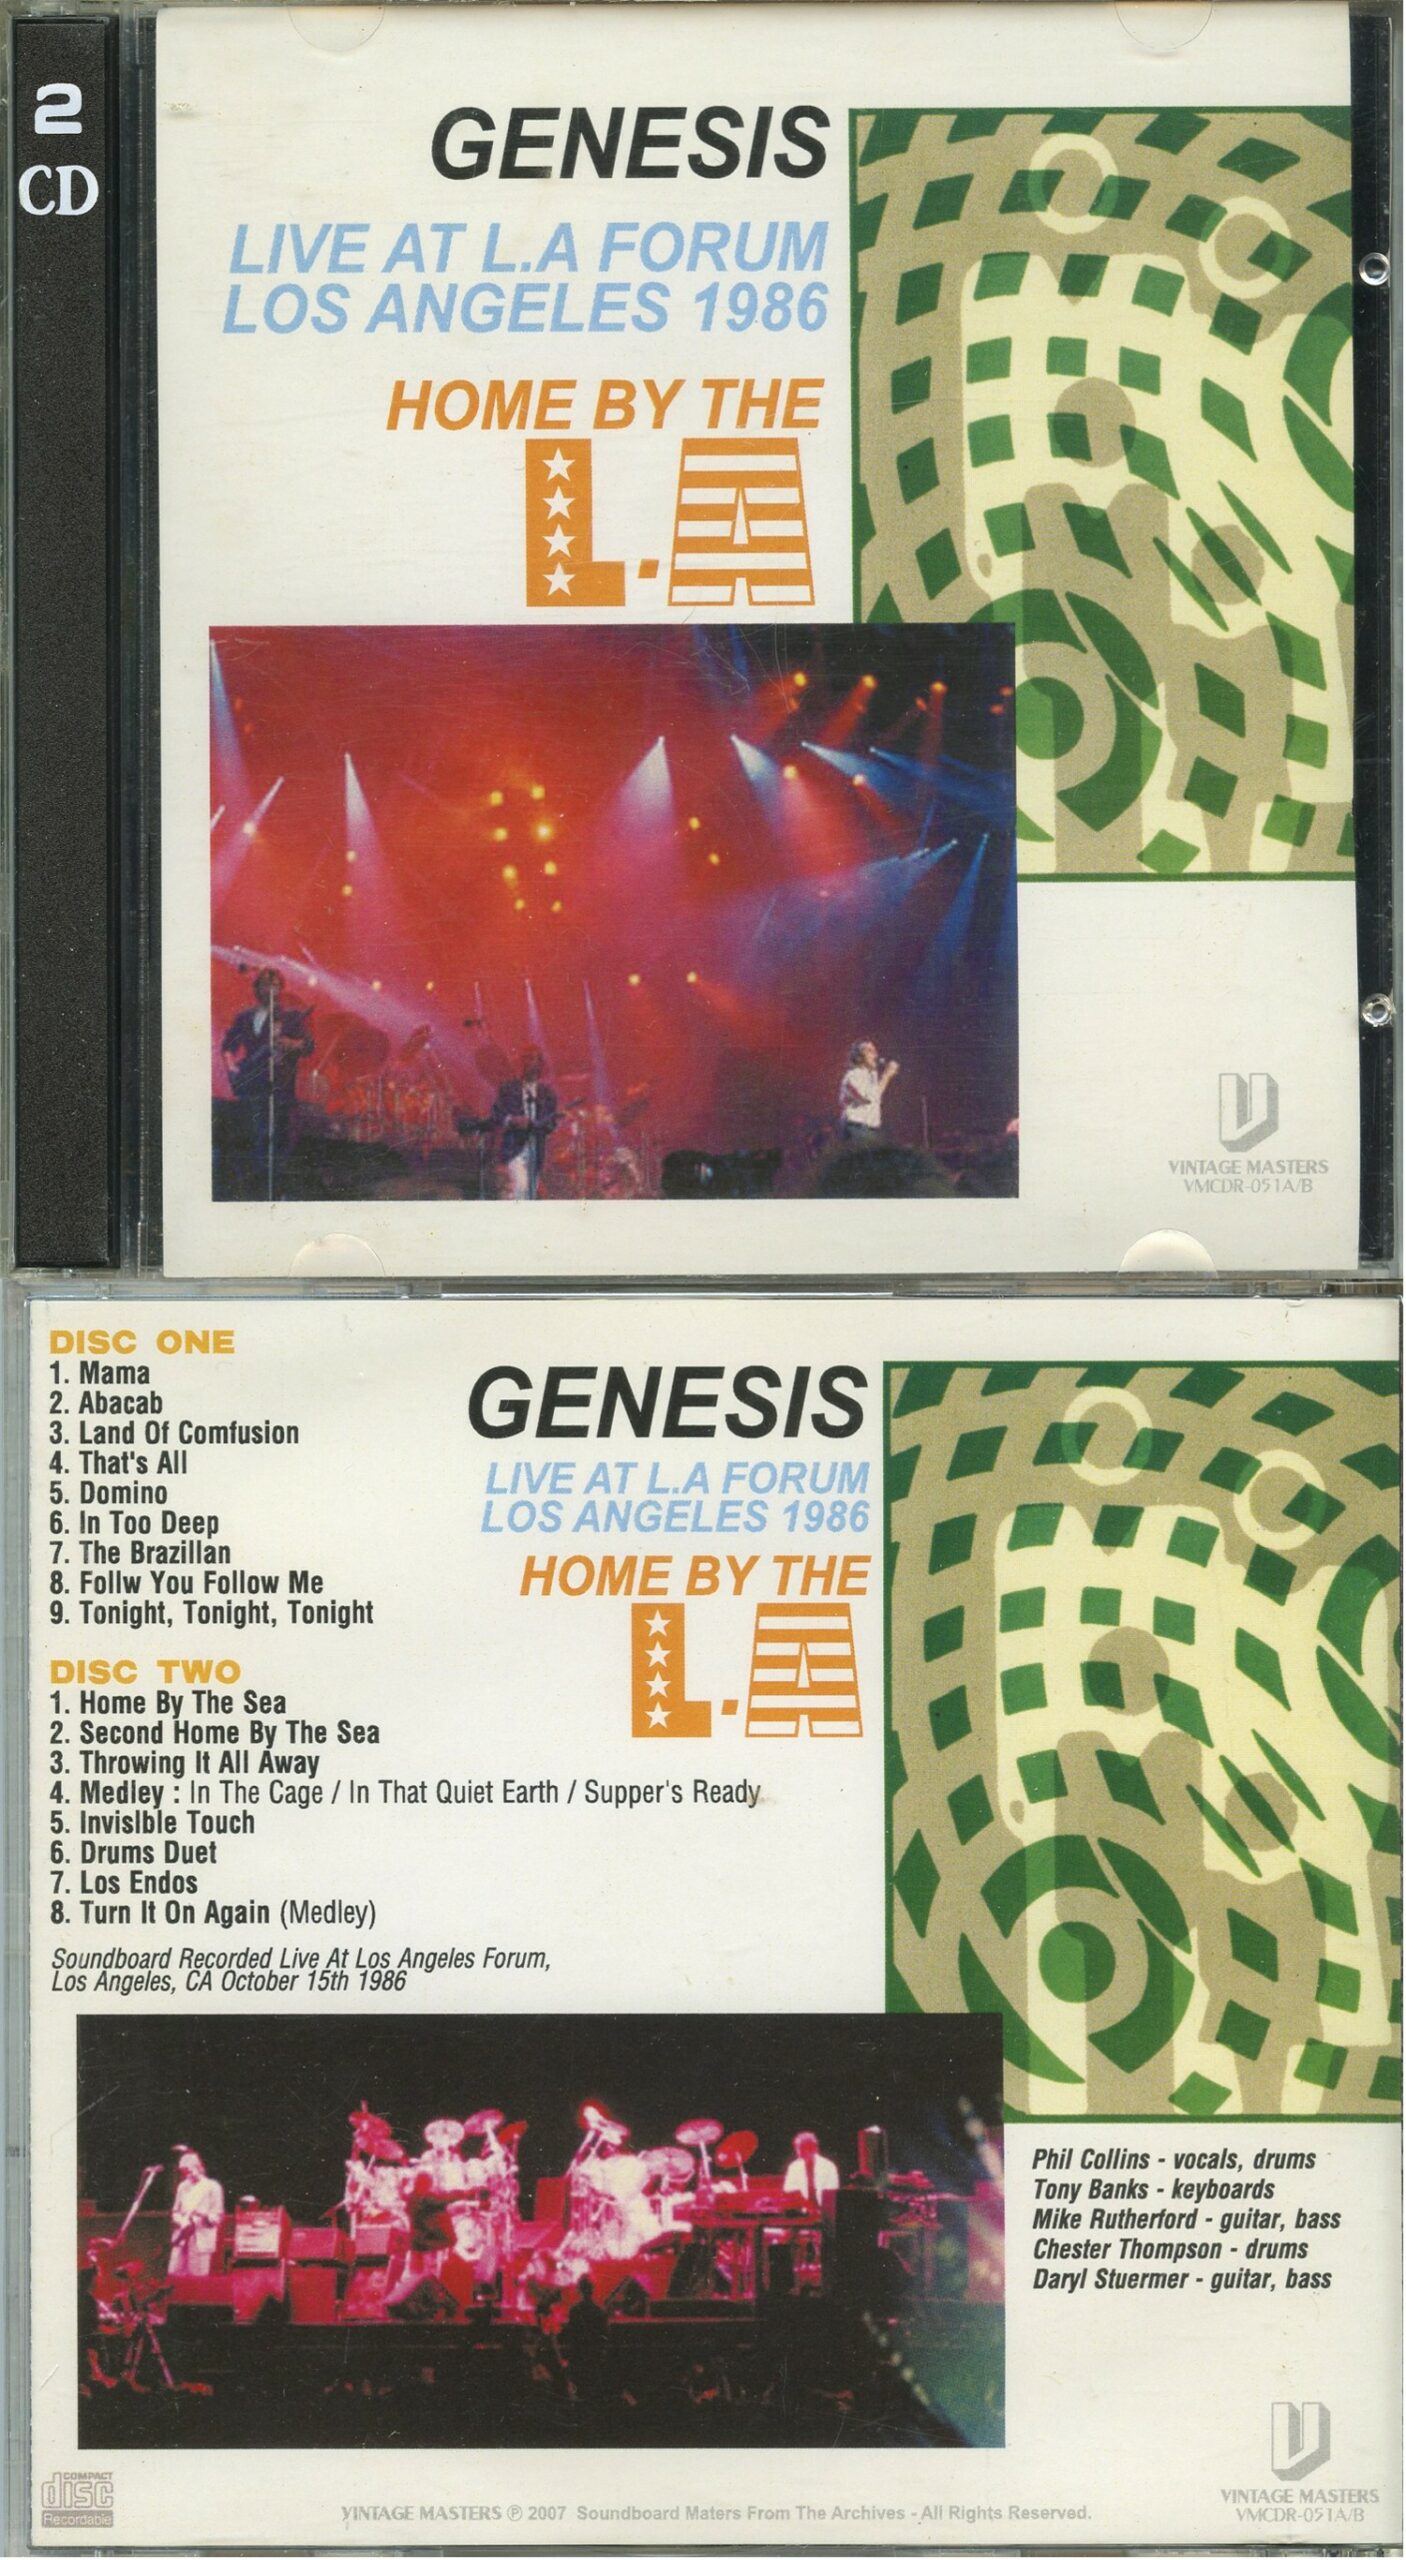 2
CD
GENESIS
LIVE AT L.A FORUM
LOS ANGELES 1986
HOME BY THE
L.A
VINTAGE MASTERS
VMCDR-051A/B
DISC ONE
1. Mama
2. Abacab
3. Land Of Comfusion
4. That's All
5. Domino
6. In Too Deep
7. The Brazillan
8. Follw You Follow Me
9. Tonight, Tonight, Tonight
DISC TWO
1. Home By The Sea
2. Second Home By The Sea
3. Throwing It All Away
4. Medley : In The Cage / In That Quiet Earth / Supper's Ready
5. Invislble Touch
6. Drums Duet
7. Los Endos
8. Turn It On Again (Medley)
Soundboard Recorded Live At Los Angeles Forum,
Los Angeles, CA October 15th 1986
GENESIS
LIVE AT L.A FORUM
LOS ANGELES 1986
HOME BY THE
L.A
Phil Collins - vocals, drums
Tony Banks - keyboards
Mike Rutherford - guitar, bass
Chester Thompson - drums
Daryl Stuermer - guitar, bass
COMPACT
disc
Recordable
VINTAGE MASTERS ℗ 2007 Soundboard Maters From The Archives - All Rights Reserved.
VINTAGE MASTERS
VMCDR-051A/B